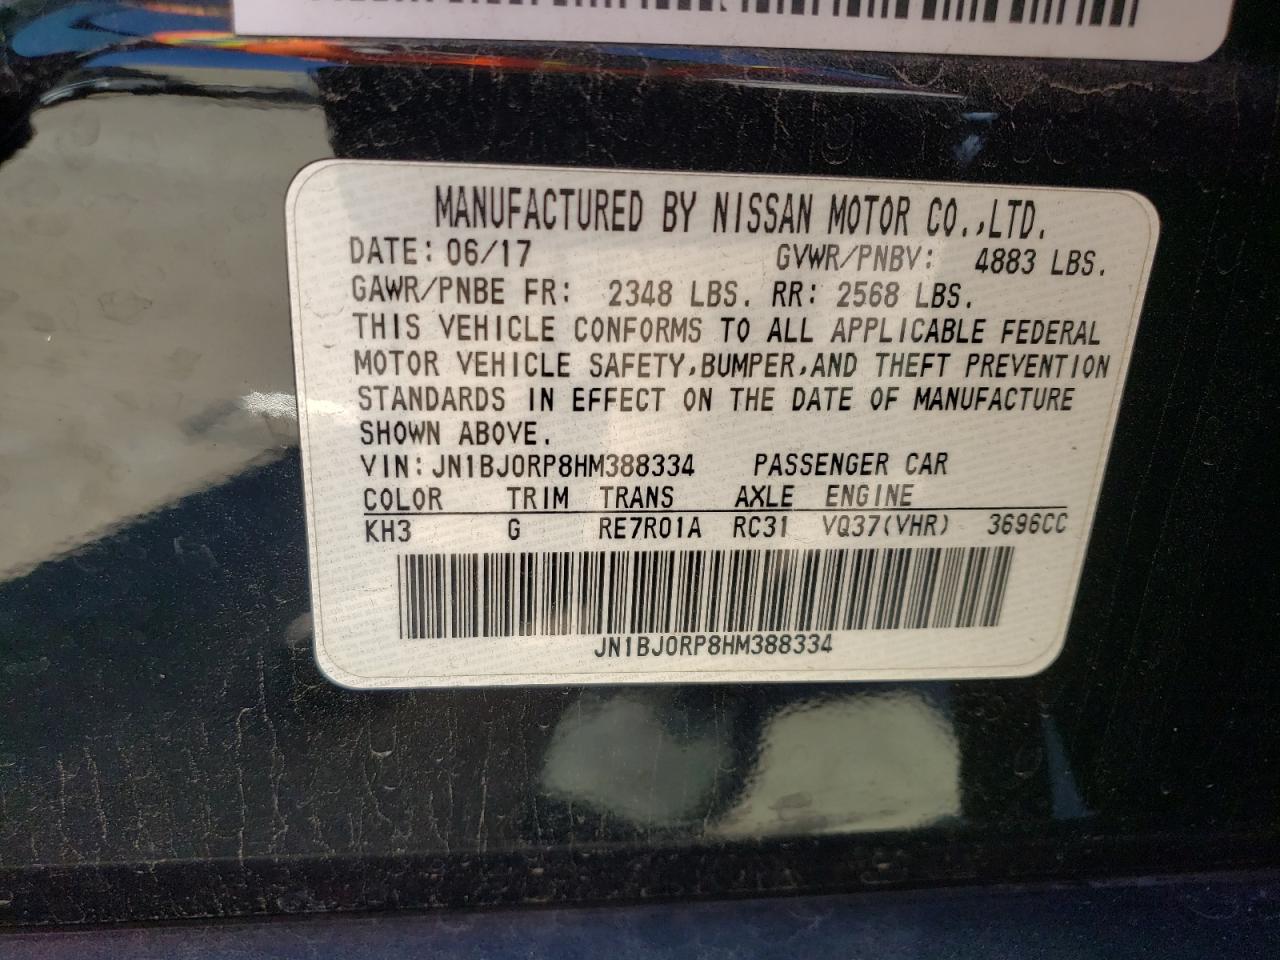 MANUFACTURED BY NISSAN MOTOR CO.,LTD.
DATE: 06/17 GVWR/PNBV: 4883 LBS.
GAWR/PNBE FR: 2348 LBS. RR: 2568 LBS.
THIS VEHICLE CONFORMS TO ALL APPLICABLE FEDERAL
MOTOR VEHICLE SAFETY,BUMPER,AND THEFT PREVENTION
STANDARDS IN EFFECT ON THE DATE OF MANUFACTURE
SHOWN ABOVE.
VIN:JN1BJ0RP8HM388334 PASSENGER CAR
COLOR TRIM TRANS AXLE ENGINE
KH3 G RE7R01A RC31 VQ37(VHR) 3696CC
JN1BJ0RP8HM388334